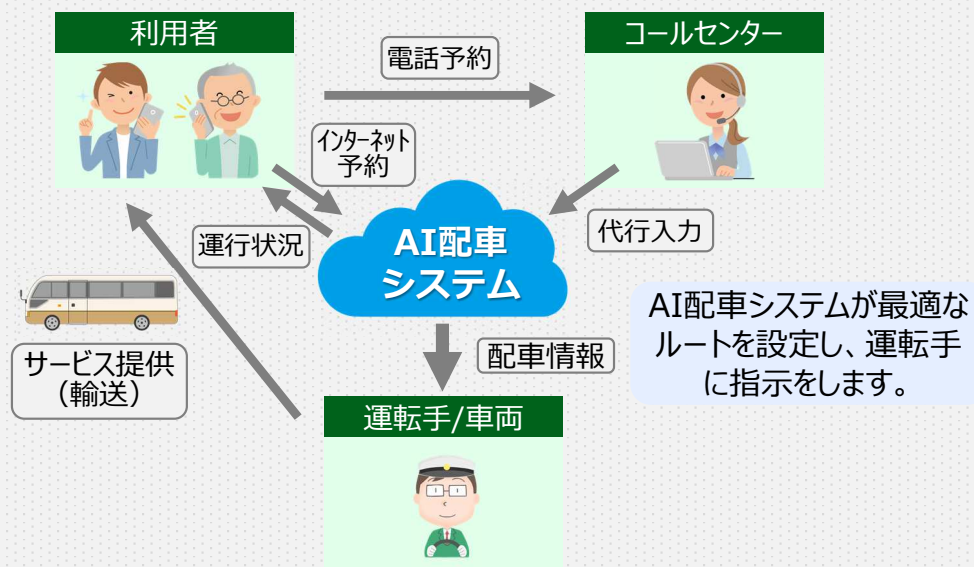 利用者
コールセンター
電話予約
インターネット
予約
運行状況
AI配車
システム
代行入力
サービス提供
（輸送）
配車情報
AI配車システムが最適な
ルートを設定し、運転手
に指示をします。
運転手/車両